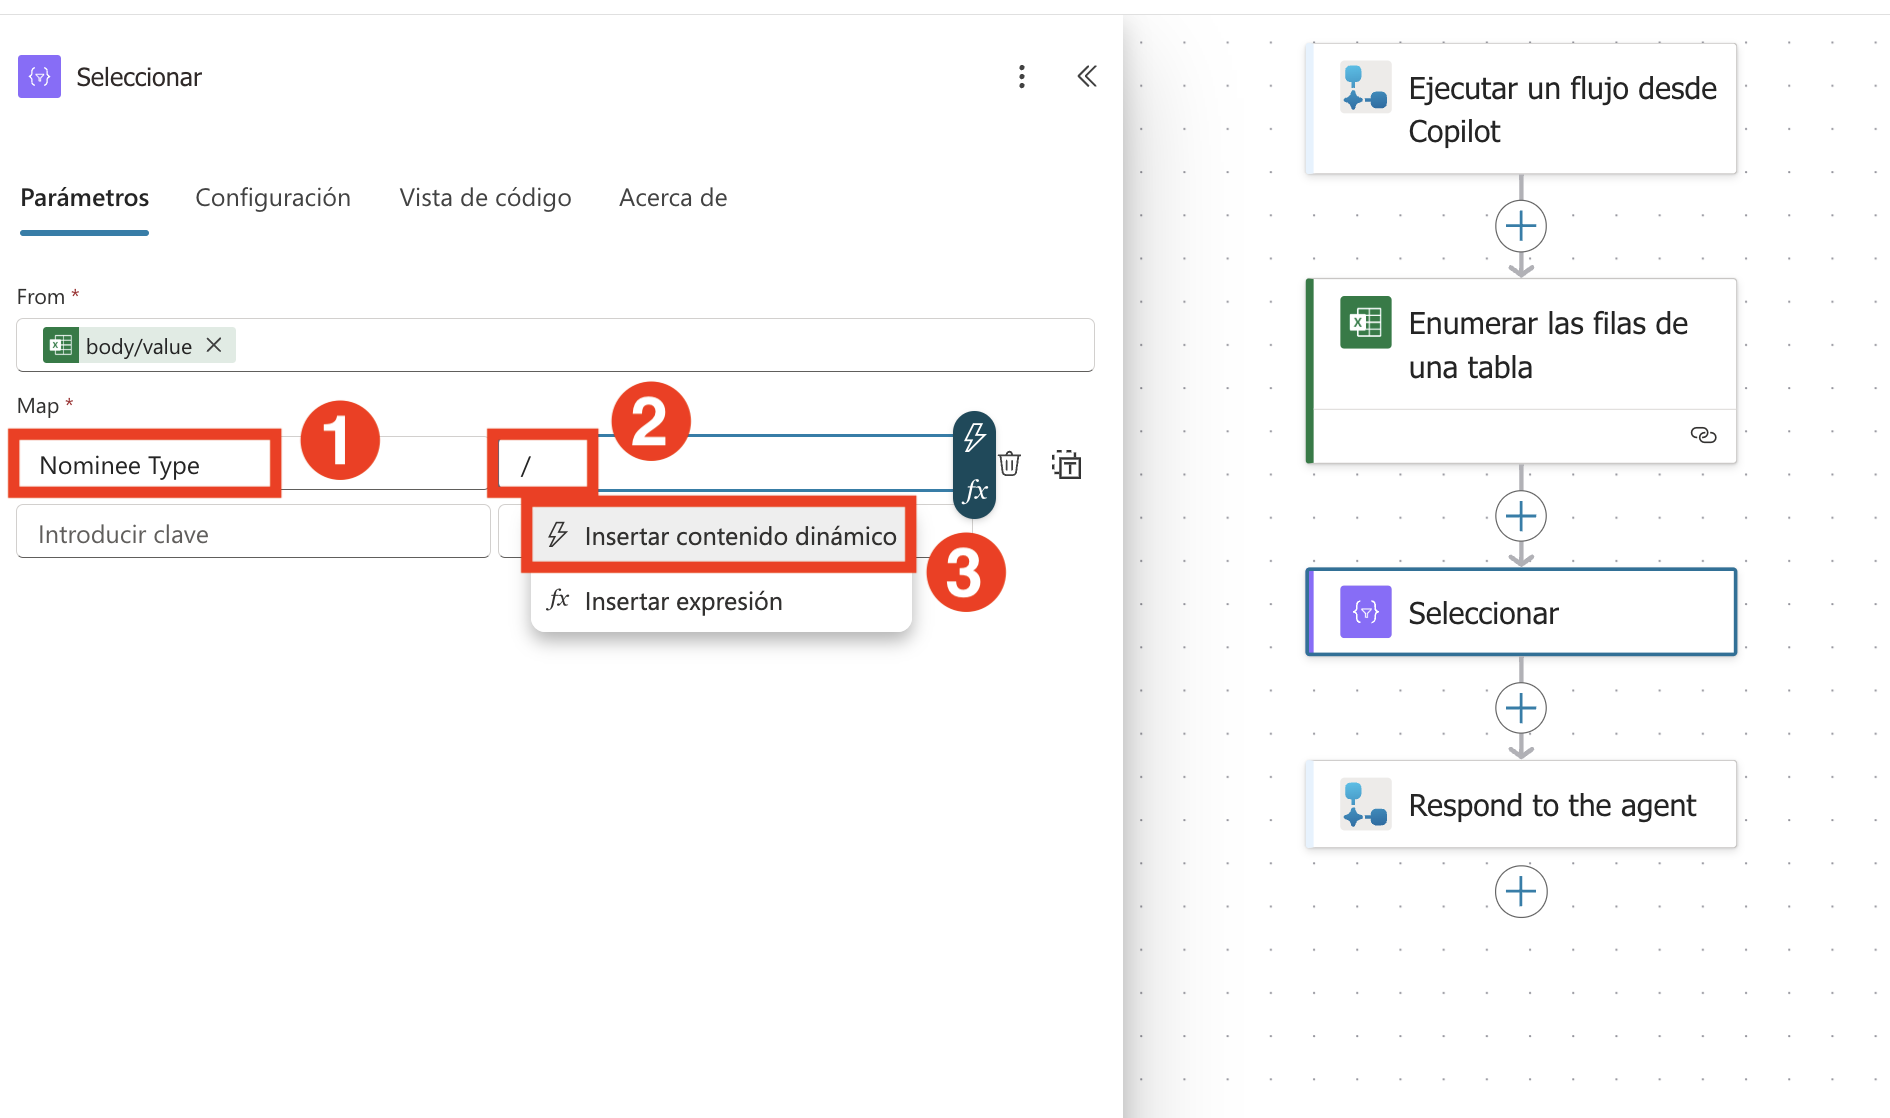 Seleccionar
Parámetros
Configuración
Vista de código
Acerca de
From *
body/value
Map *
Nominee Type
1
/
2
fx
Introducir clave
Insertar contenido dinámico
3
fx Insertar expresión
Ejecutar un flujo desde
Copilot
Enumerar las filas de
una tabla
Seleccionar
Respond to the agent